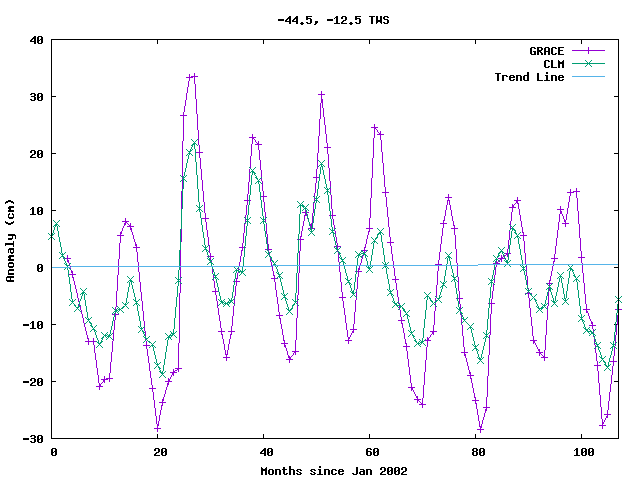 -44.5, -12.5 TWS
GRACE
CLM
Trend Line
40
30
20
10
0
-10
-20
-30
Anomaly (cm)
0 20 40 60 80 100
Months since Jan 2002